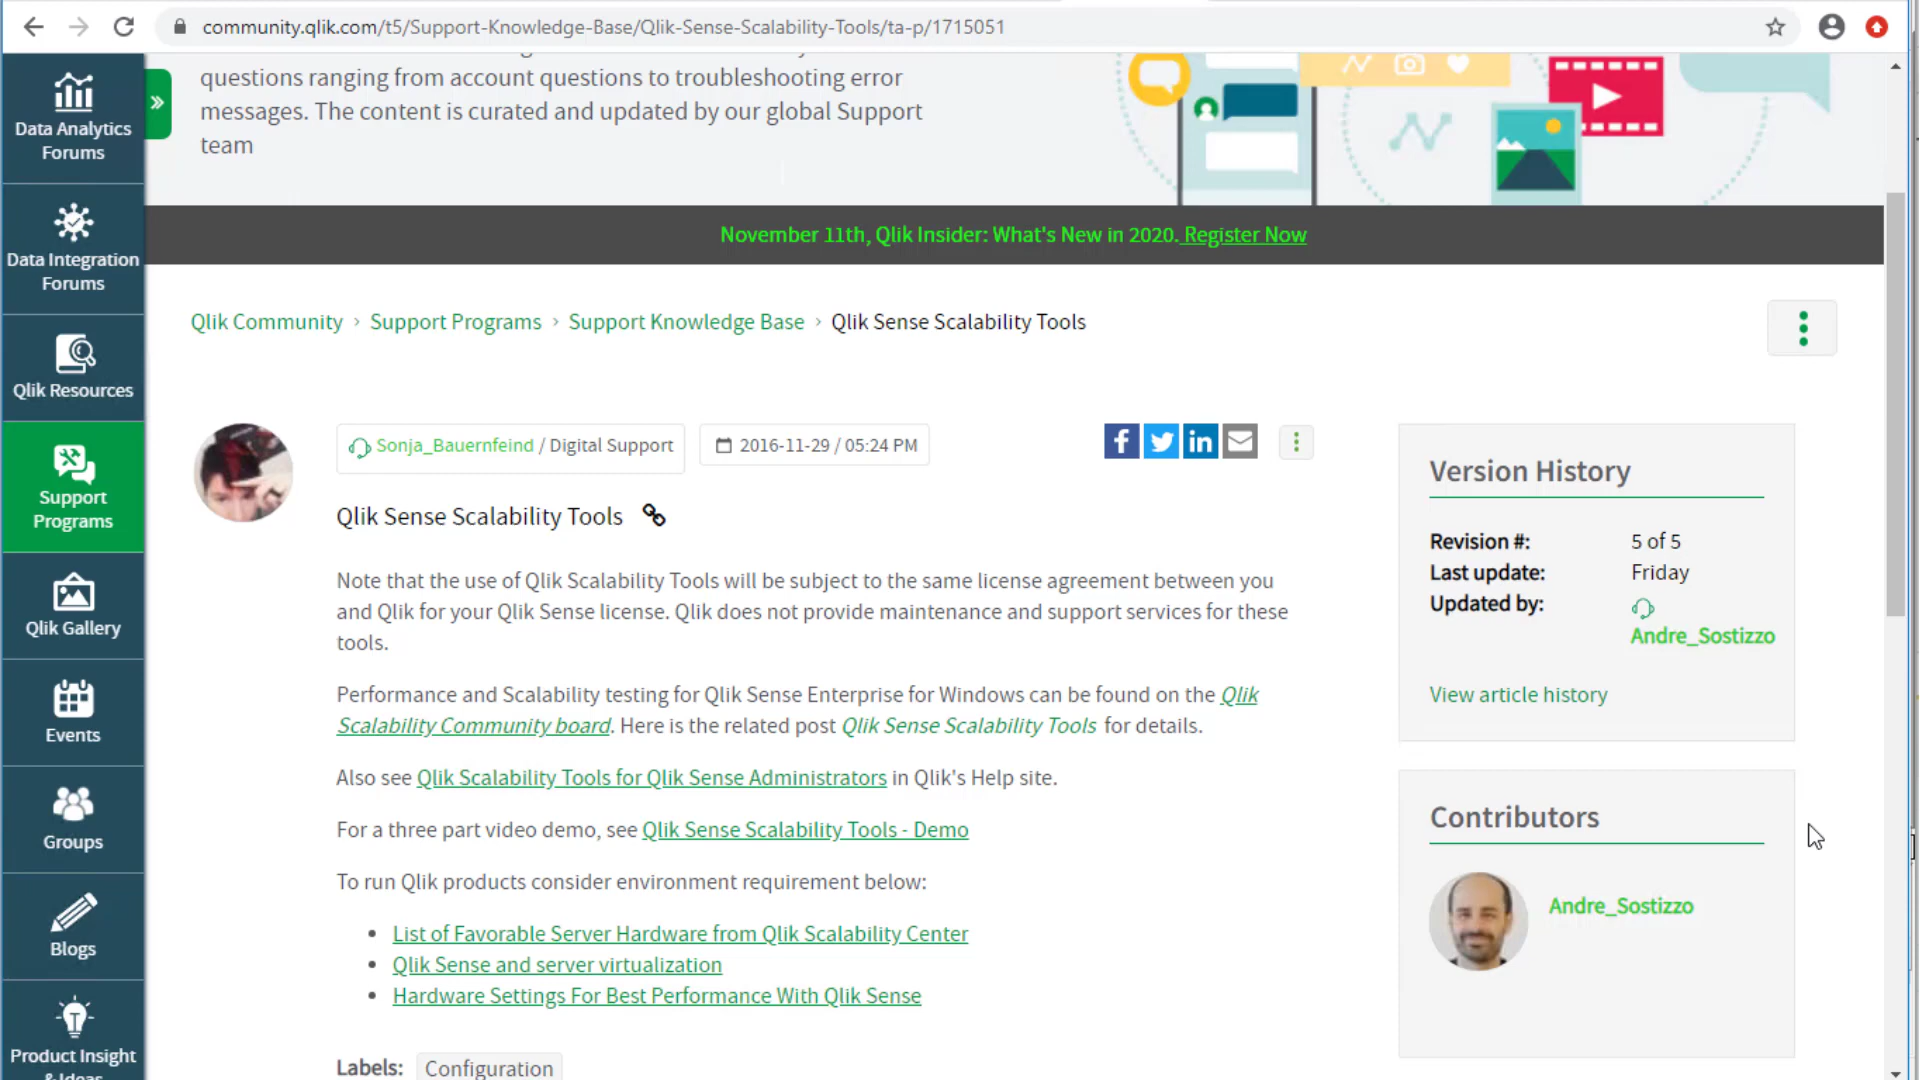 community.qlik.com/t5/Support-Knowledge-Base/Qlik-Sense-Scalability-Tools/ta-p/1715051
questions ranging from account questions to troubleshooting error
messages. The content is curated and updated by our global Support
team
November 11th, Qlik Insider: What's New in 2020. Register Now
Data Analytics
Forums
Data Integration
Forums
Qlik Resources
Support
Programs
Qlik Gallery
Events
Groups
Blogs
Product Insight
& Ideas
Qlik Community › Support Programs › Support Knowledge Base › Qlik Sense Scalability Tools
Sonja_Bauernfeind / Digital Support
2016-11-29 / 05:24 PM
Qlik Sense Scalability Tools
Note that the use of Qlik Scalability Tools will be subject to the same license agreement between you
and Qlik for your Qlik Sense license. Qlik does not provide maintenance and support services for these
tools.
Performance and Scalability testing for Qlik Sense Enterprise for Windows can be found on the Qlik
Scalability Community board. Here is the related post Qlik Sense Scalability Tools for details.
Also see Qlik Scalability Tools for Qlik Sense Administrators in Qlik's Help site.
For a three part video demo, see Qlik Sense Scalability Tools - Demo
To run Qlik products consider environment requirement below:
• List of Favorable Server Hardware from Qlik Scalability Center
• Qlik Sense and server virtualization
• Hardware Settings For Best Performance With Qlik Sense
Labels: Configuration
Version History
Revision #: 5 of 5
Last update: Friday
Updated by:
Andre_Sostizzo
View article history
Contributors
Andre_Sostizzo